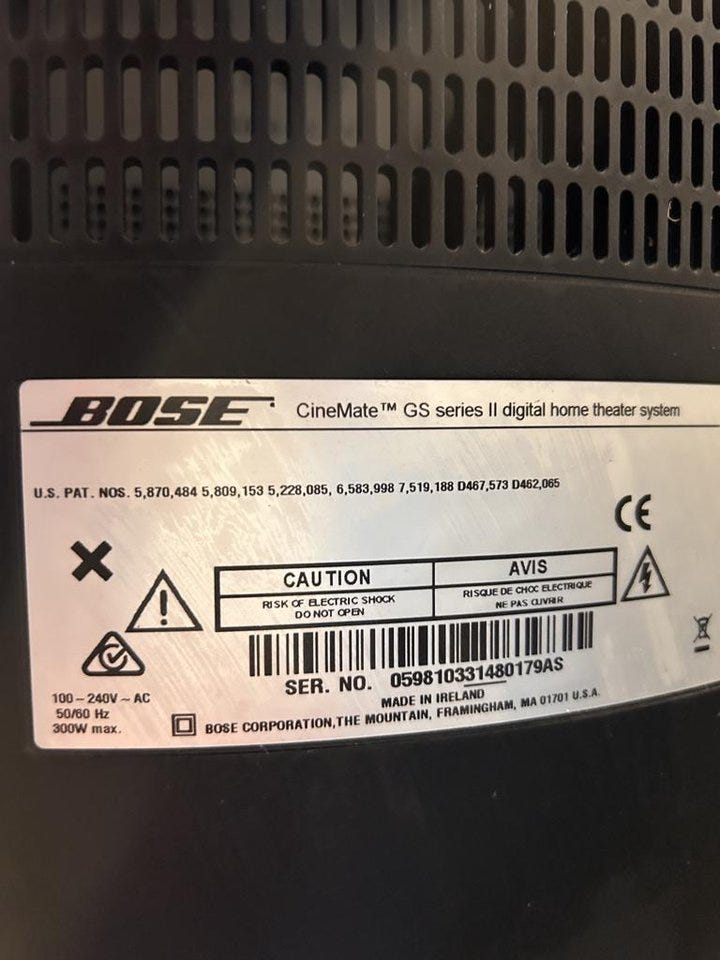 BOSE
CineMate™ GS series II digital home theater system
U.S. PAT. NOS. 5,870,484 5,809,153 5,228,085, 6,583,998 7,519,188 D467,573 D462,065
CE
CAUTION
RISK OF ELECTRIC SHOCK
DO NOT OPEN
AVIS
RISQUE DE CHOC ELECTRIQUE
NE PAS OUVRIR
SER. NO. 059810331480179AS
100–240V ~ AC
50/60 Hz
300W max.
MADE IN IRELAND
BOSE CORPORATION, THE MOUNTAIN, FRAMINGHAM, MA 01701 U.S.A.